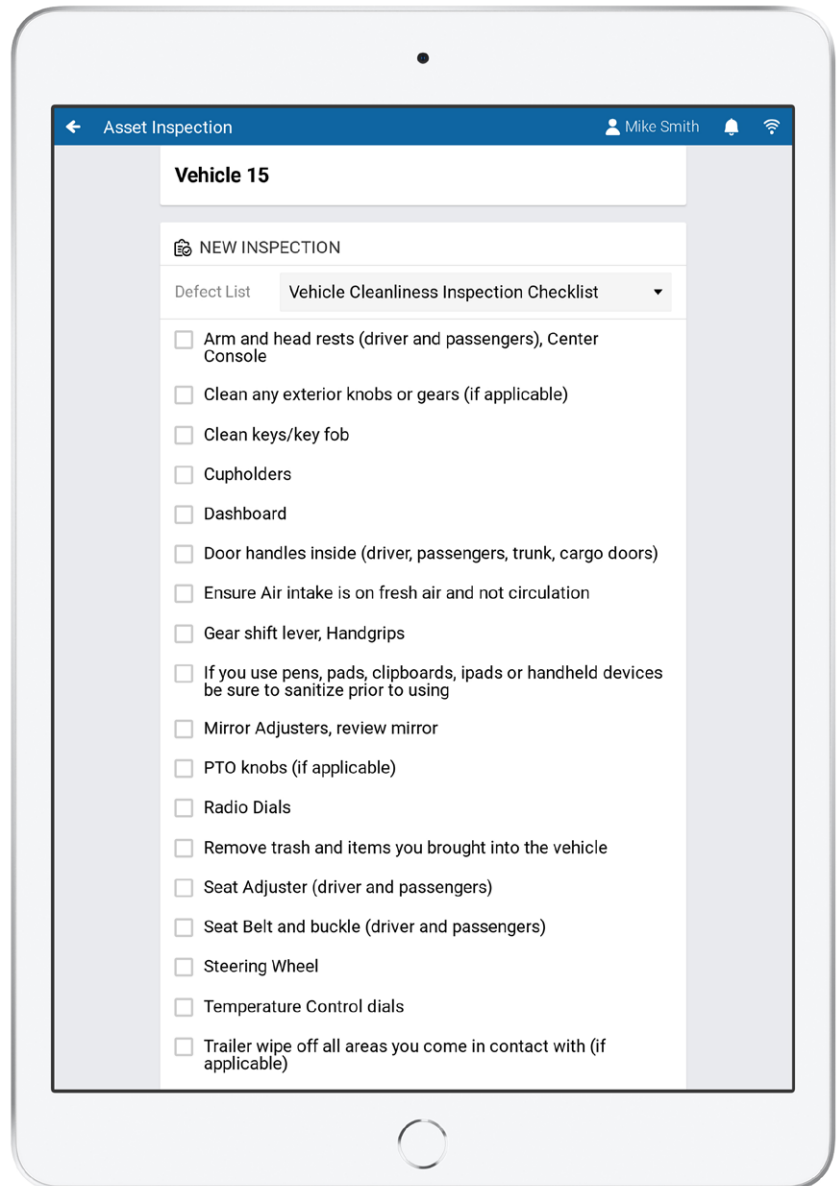 Asset Inspection
Mike Smith
Vehicle 15
NEW INSPECTION
Defect List
Vehicle Cleanliness Inspection Checklist
Arm and head rests (driver and passengers), Center
Console
Clean any exterior knobs or gears (if applicable)
Clean keys/key fob
Cupholders
Dashboard
Door handles inside (driver, passengers, trunk, cargo doors)
Ensure Air intake is on fresh air and not circulation
Gear shift lever, Handgrips
If you use pens, pads, clipboards, ipads or handheld devices
be sure to sanitize prior to using
Mirror Adjusters, review mirror
PTO knobs (if applicable)
Radio Dials
Remove trash and items you brought into the vehicle
Seat Adjuster (driver and passengers)
Seat Belt and buckle (driver and passengers)
Steering Wheel
Temperature Control dials
Trailer wipe off all areas you come in contact with (if
applicable)